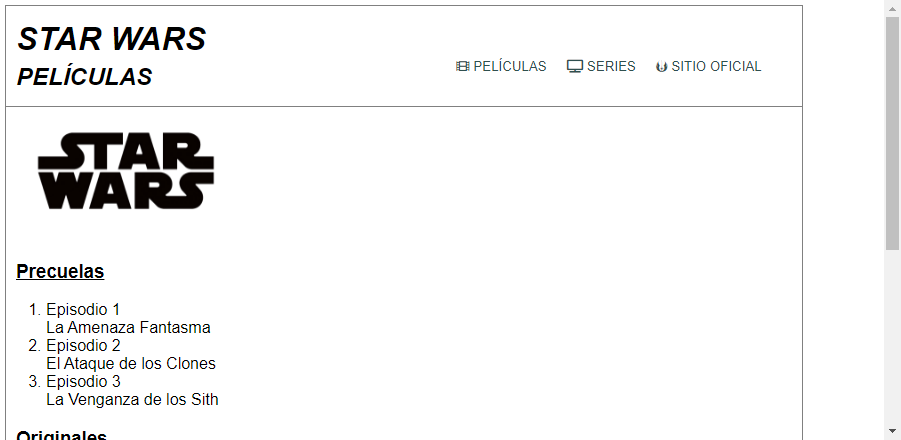 STAR WARS
PELÍCULAS
PELÍCULAS SERIES SITIO OFICIAL
STAR
WARS
Precuelas
1. Episodio 1
La Amenaza Fantasma
2. Episodio 2
El Ataque de los Clones
3. Episodio 3
La Venganza de los Sith
Originales